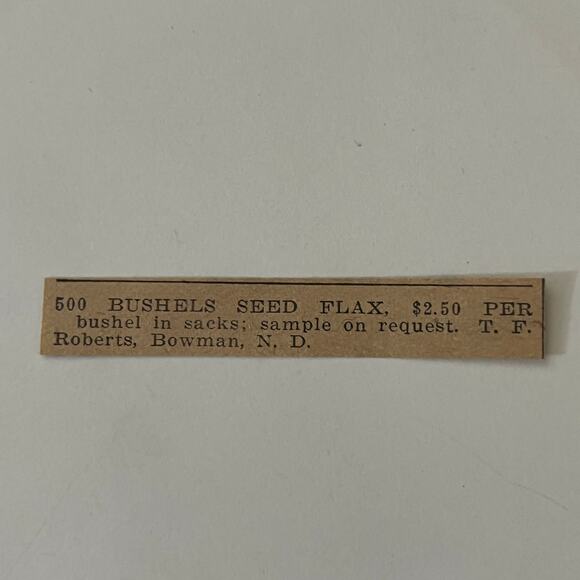 500 BUSHELS SEED FLAX, $2.50 PER
bushel in sacks; sample on request. T. F.
Roberts, Bowman, N. D.